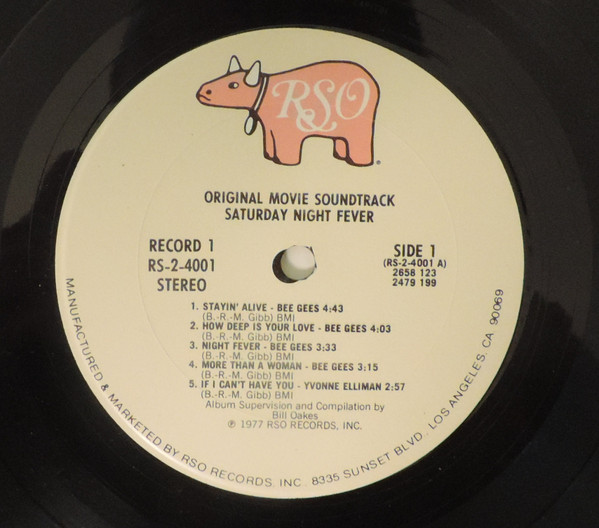 RSO
®
ORIGINAL MOVIE SOUNDTRACK
SATURDAY NIGHT FEVER
RECORD 1
RS-2-4001
STEREO
SIDE 1
(RS-2-4001 A)
2658 123
2479 199
1. STAYIN' ALIVE - BEE GEES 4:43
(B.-R.-M. Gibb) BMI
2. HOW DEEP IS YOUR LOVE - BEE GEES 4:03
(B.-R.-M. Gibb) BMI
3. NIGHT FEVER - BEE GEES 3:33
(B.-R.-M. Gibb) BMI
4. MORE THAN A WOMAN - BEE GEES 3:15
(B.-R.-M. Gibb) BMI
5. IF I CAN'T HAVE YOU - YVONNE ELLIMAN 2:57
(B.-R.-M. Gibb) BMI
Album Supervision and Compilation by
Bill Oakes
℗ 1977 RSO RECORDS, INC.
MANUFACTURED & MARKETED BY RSO RECORDS, INC. 8335 SUNSET BLVD., LOS ANGELES, CA. 90069